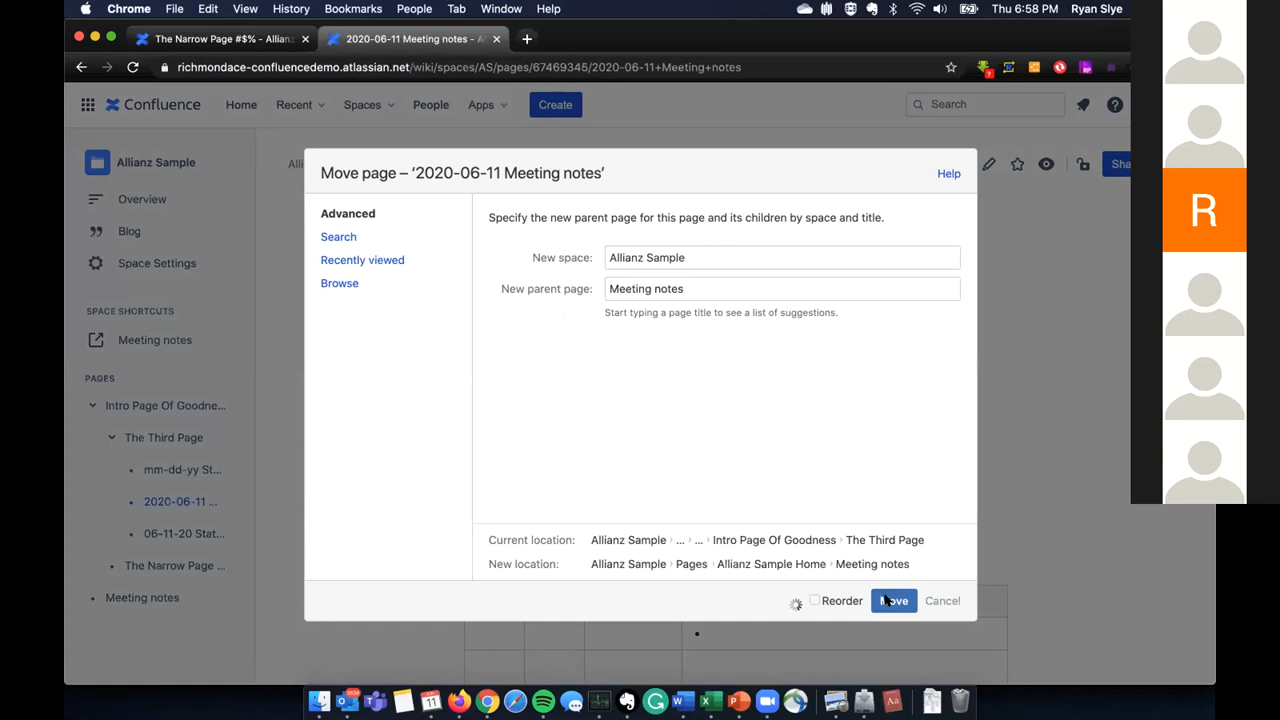 Chrome File Edit View History Bookmarks People Tab Window Help Thu 6:58 PM Ryan Slye
The Narrow Page #$% - Allian
2020-06-11 Meeting notes - A
richmondace-confluencedemo.atlassian.net/wiki/spaces/AS/pages/67469345/2020-06-11+Meeting+notes
Confluence Home Recent Spaces People Apps Create Search
Allianz Sample
Overview
Blog
Space Settings
SPACE SHORTCUTS
Meeting notes
PAGES
Intro Page Of Goodne...
The Third Page
mm-dd-yy St...
2020-06-11 ...
06-11-20 Stat...
The Narrow Page ...
Meeting notes
Alli
Sha
Move page – '2020-06-11 Meeting notes'
Help
Advanced
Search
Recently viewed
Browse
Specify the new parent page for this page and its children by space and title.
New space: Allianz Sample
New parent page: Meeting notes
Start typing a page title to see a list of suggestions.
Current location: Allianz Sample › ... › ... › Intro Page Of Goodness › The Third Page
New location: Allianz Sample › Pages › Allianz Sample Home › Meeting notes
Reorder Move Cancel
R